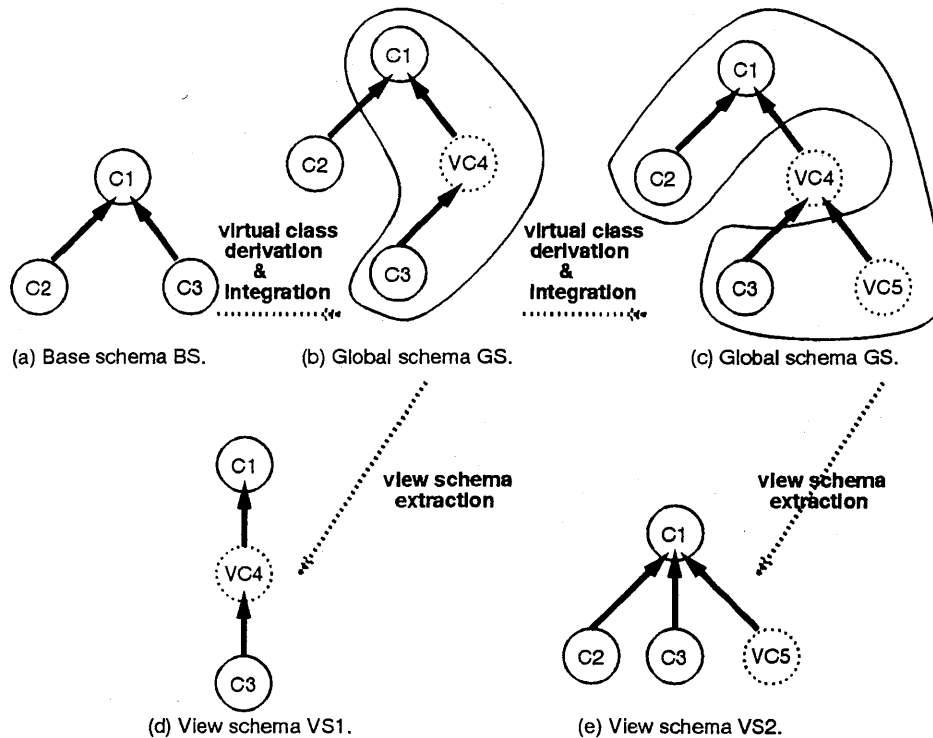 C1
C2
C3
(a) Base schema BS.
virtual class
derivation
&
integration
C1
C2
VC4
C3
(b) Global schema GS.
virtual class
derivation
&
integration
C1
C2
VC4
C3
VC5
(c) Global schema GS.
view schema
extraction
C1
VC4
C3
(d) View schema VS1.
view schema
extraction
C1
C2
C3
VC5
(e) View schema VS2.